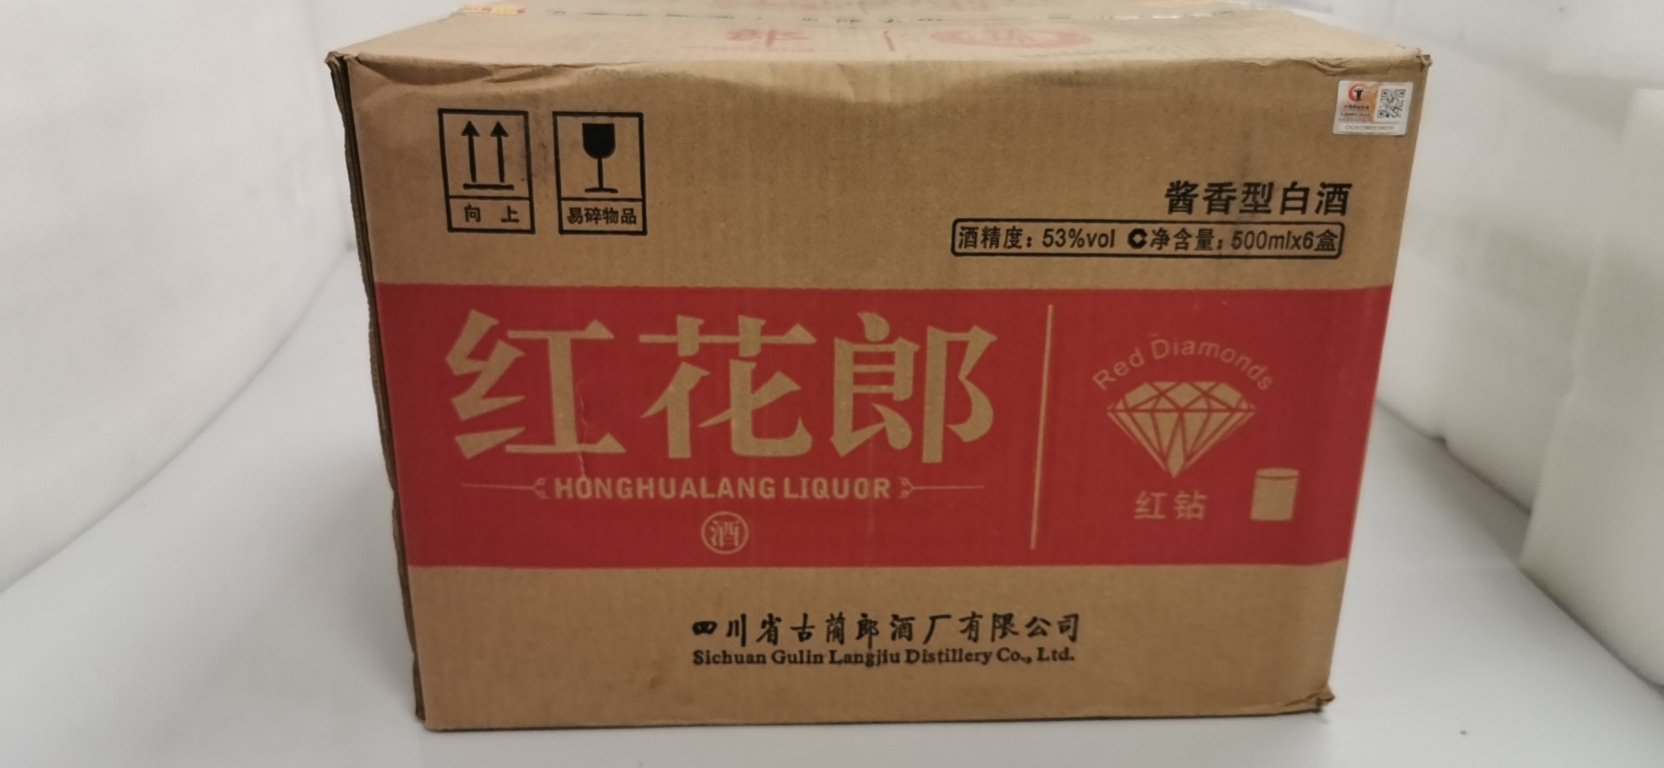 郎
向 上
易碎物品
酱香型白酒
酒精度：53%vol 净含量：500mlx6盒
红花郎
HONGHUALANG LIQUOR
酒
Red Diamonds
红钻
四川省古蔺郎酒厂有限公司
Sichuan Gulin Langjiu Distillery Co., Ltd.